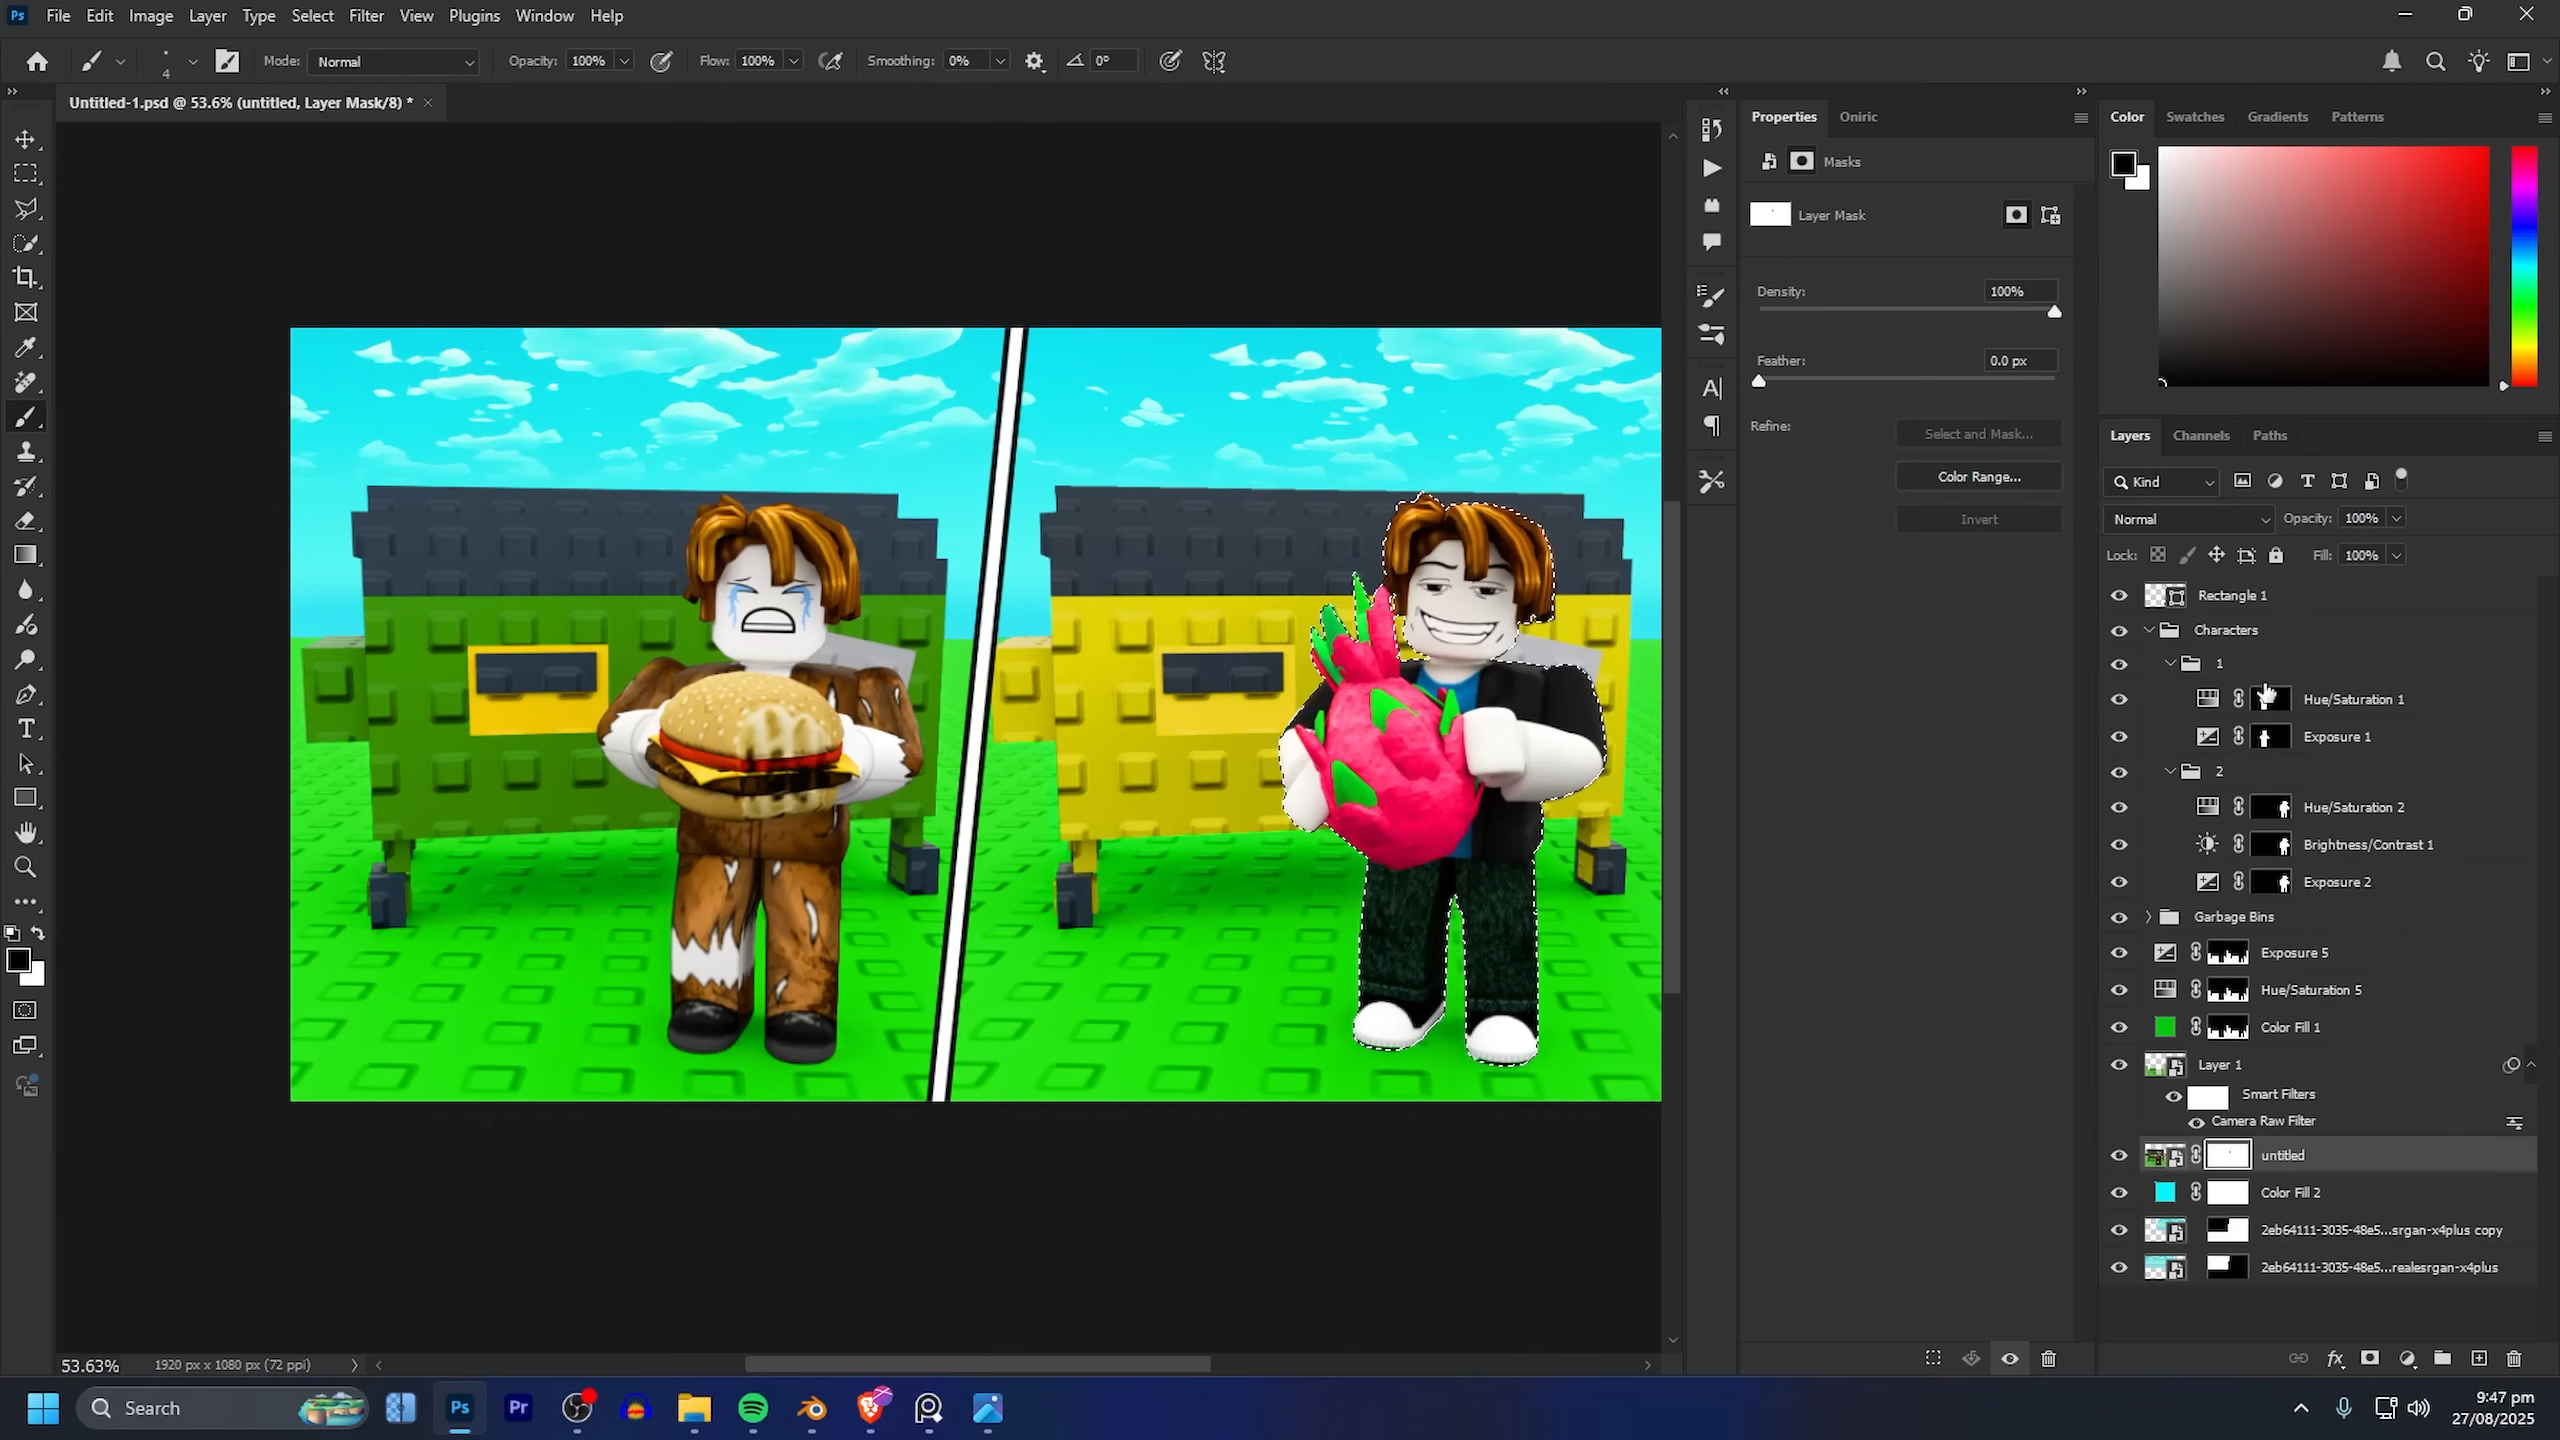 Ps File Edit Image Layer Type Select Filter View Plugins Window Help
4 Mode: Normal Opacity: 100% Flow: 100% Smoothing: 0% 0°
Untitled-1.psd @ 53.6% (untitled, Layer Mask/8) *
Properties Oniric
Masks
Layer Mask
Density: 100%
Feather: 0.0 px
Refine:
Select and Mask...
Color Range...
Invert
Color Swatches Gradients Patterns
Layers Channels Paths
Kind
Normal Opacity: 100%
Lock: Fill: 100%
Rectangle 1
Characters
1
Hue/Saturation 1
Exposure 1
2
Hue/Saturation 2
Brightness/Contrast 1
Exposure 2
Garbage Bins
Exposure 5
Hue/Saturation 5
Color Fill 1
Layer 1
Smart Filters
Camera Raw Filter
untitled
Color Fill 2
2eb64111-3035-48e5...srgan-x4plus copy
2eb64111-3035-48e5...realesrgan-x4plus
53.63% 1920 px x 1080 px (72 ppi)
Search Ps Pr
9:47 pm
27/08/2025